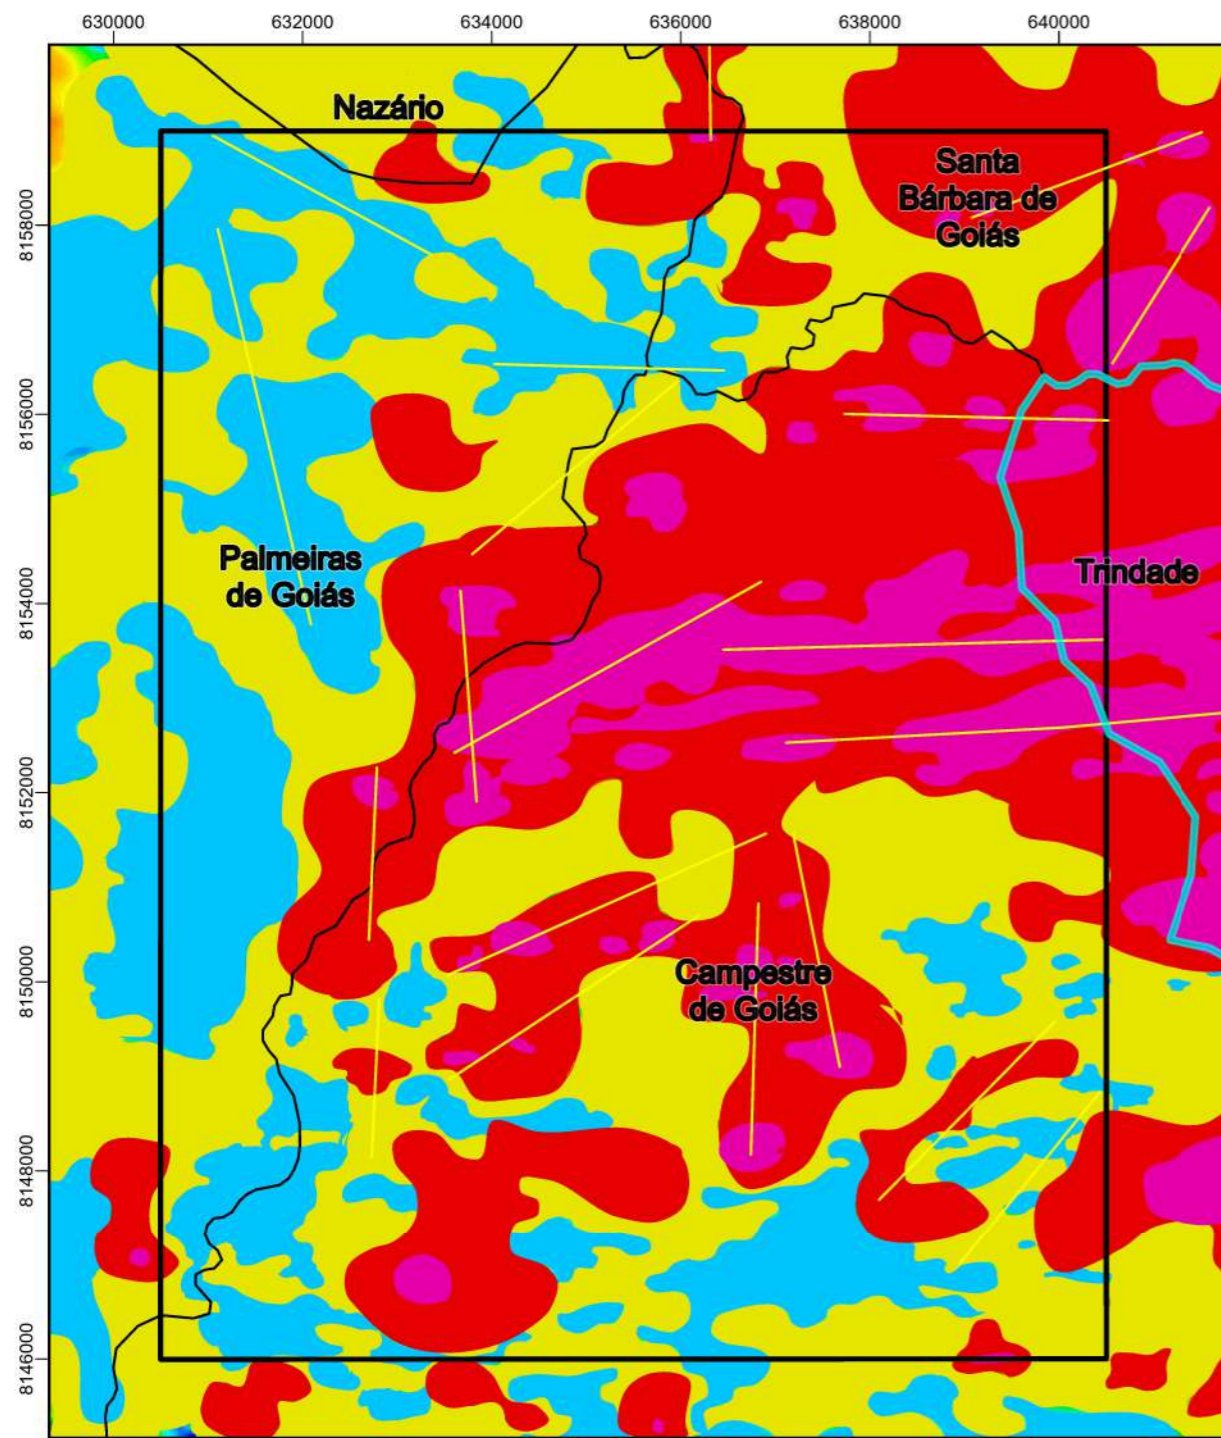 630000
632000
634000
636000
638000
640000
Nazário
Santa
Bárbara de
Goiás
8158000
8156000
Palmeiras
de Goiás
Trindade
8154000
8152000
Campestre
de Goiás
8150000
8148000
8146000